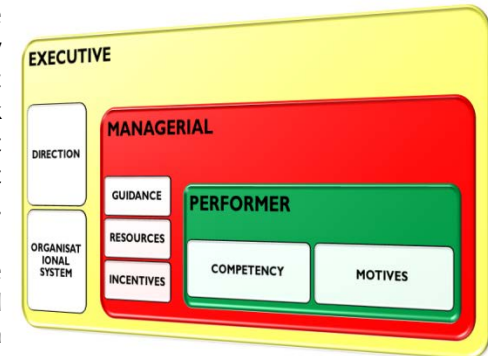 EXECUTIVE
DIRECTION
ORGANISAT
IONAL
SYSTEM
MANAGERIAL
GUIDANCE
RESOURCES
INCENTIVES
PERFORMER
COMPETENCY
MOTIVES